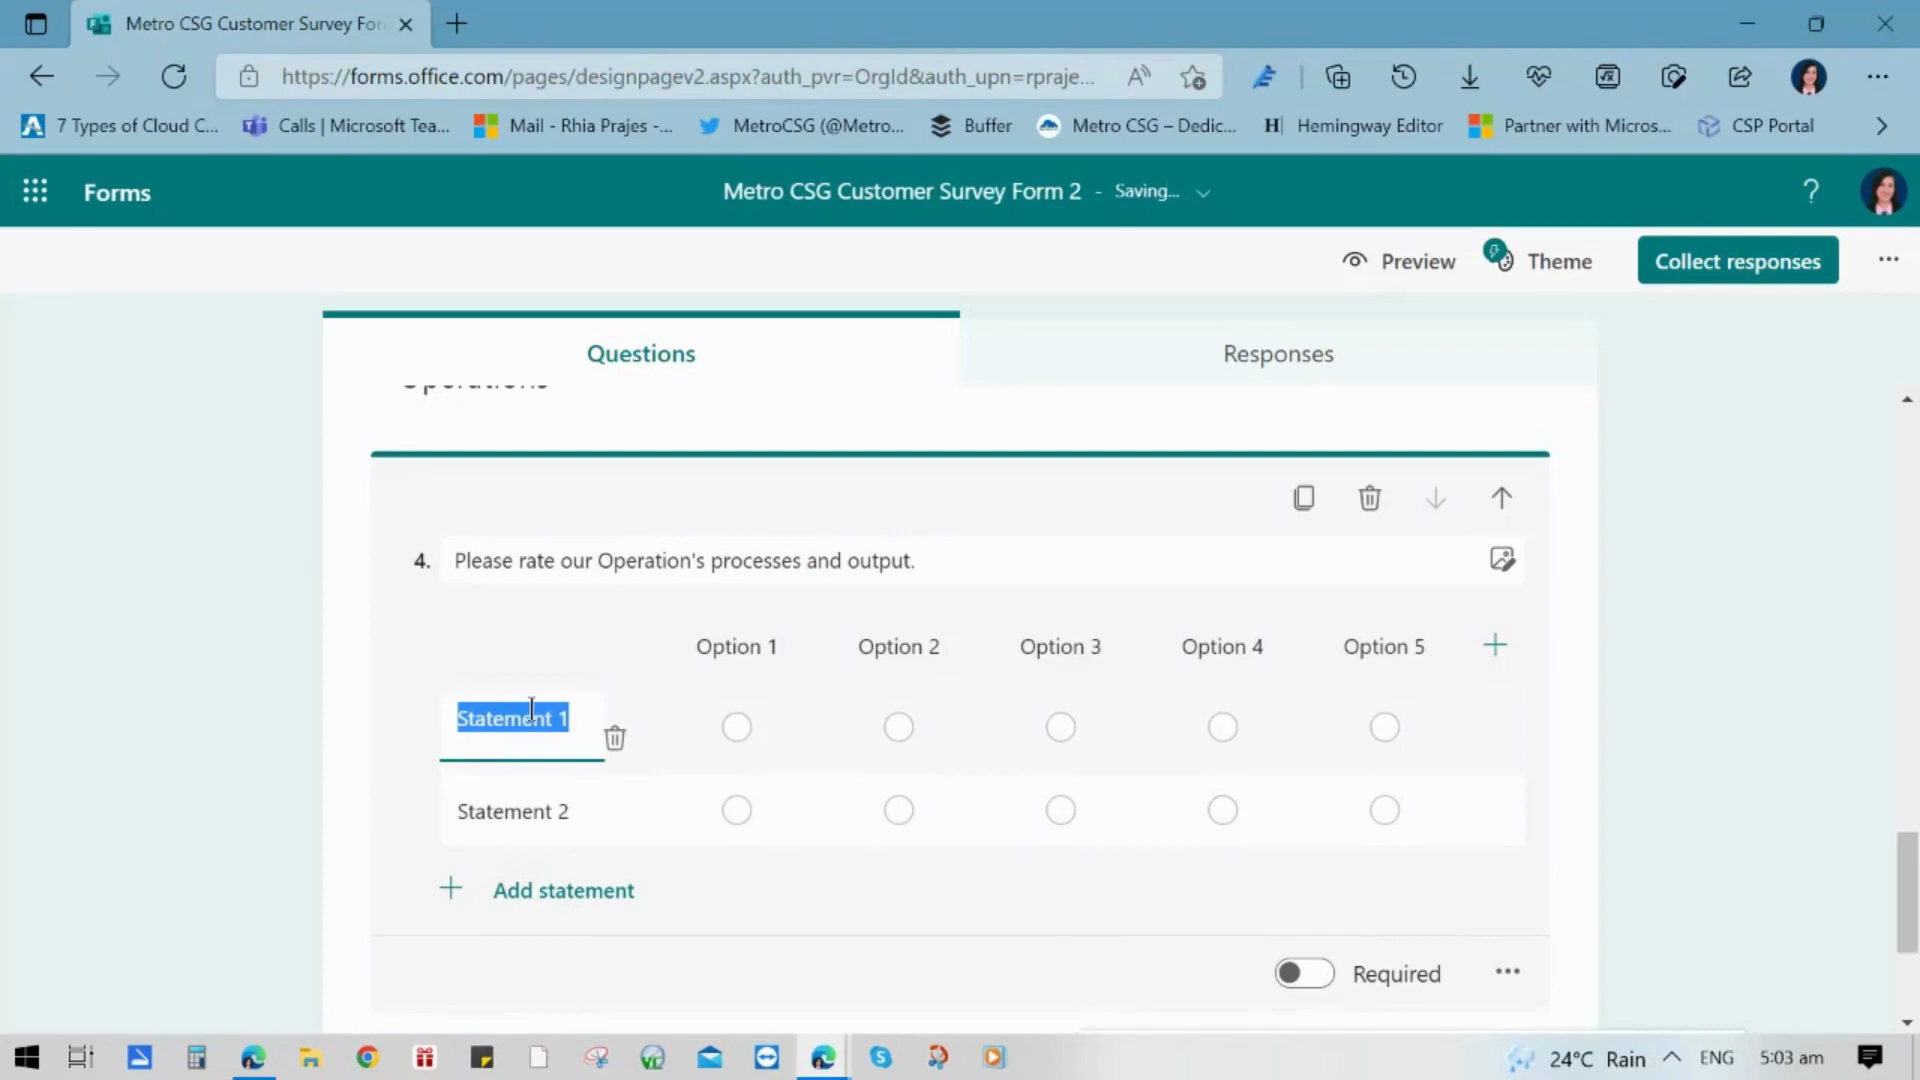 Metro CSG Customer Survey For
https://forms.office.com/pages/designpagev2.aspx?auth_pvr=OrgId&auth_upn=rpraje...
7 Types of Cloud C...
Calls | Microsoft Tea...
Mail - Rhia Prajes -...
MetroCSG (@Metro...
Buffer
Metro CSG – Dedic...
Hemingway Editor
Partner with Micros...
CSP Portal
Forms
Metro CSG Customer Survey Form 2 - Saving...
?
Preview
Theme
Collect responses
Questions
Responses
Operations
4. Please rate our Operation's processes and output.
Option 1 Option 2 Option 3 Option 4 Option 5
Statement 1
Statement 2
Add statement
Required
24°C Rain
ENG
5:03 am